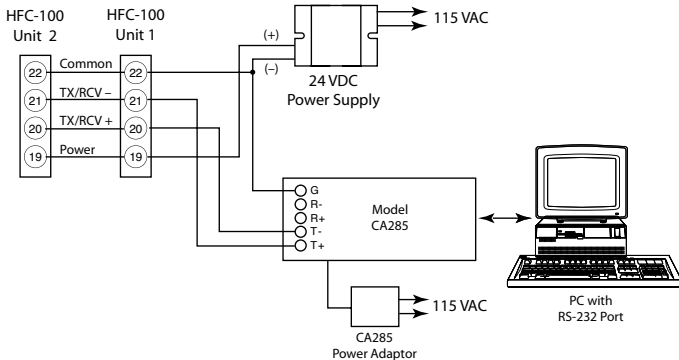 HFC-100
Unit 2
HFC-100
Unit 1
22
Common
22
21
TX/RCV –
21
20
TX/RCV +
20
19
Power
19
(+)
(–)
115 VAC
24 VDC
Power Supply
G
R-
R+
T-
T+
Model
CA285
115 VAC
CA285
Power Adaptor
PC with
RS-232 Port